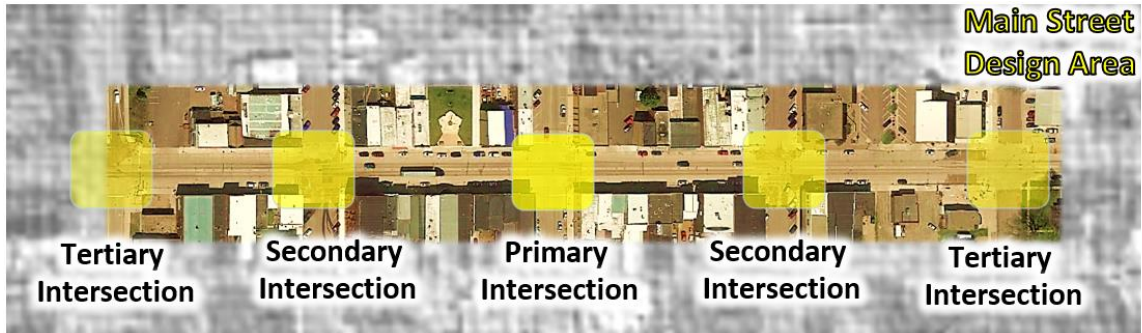 Main Street
Design Area
Tertiary
Intersection
Secondary
Intersection
Primary
Intersection
Secondary
Intersection
Tertiary
Intersection